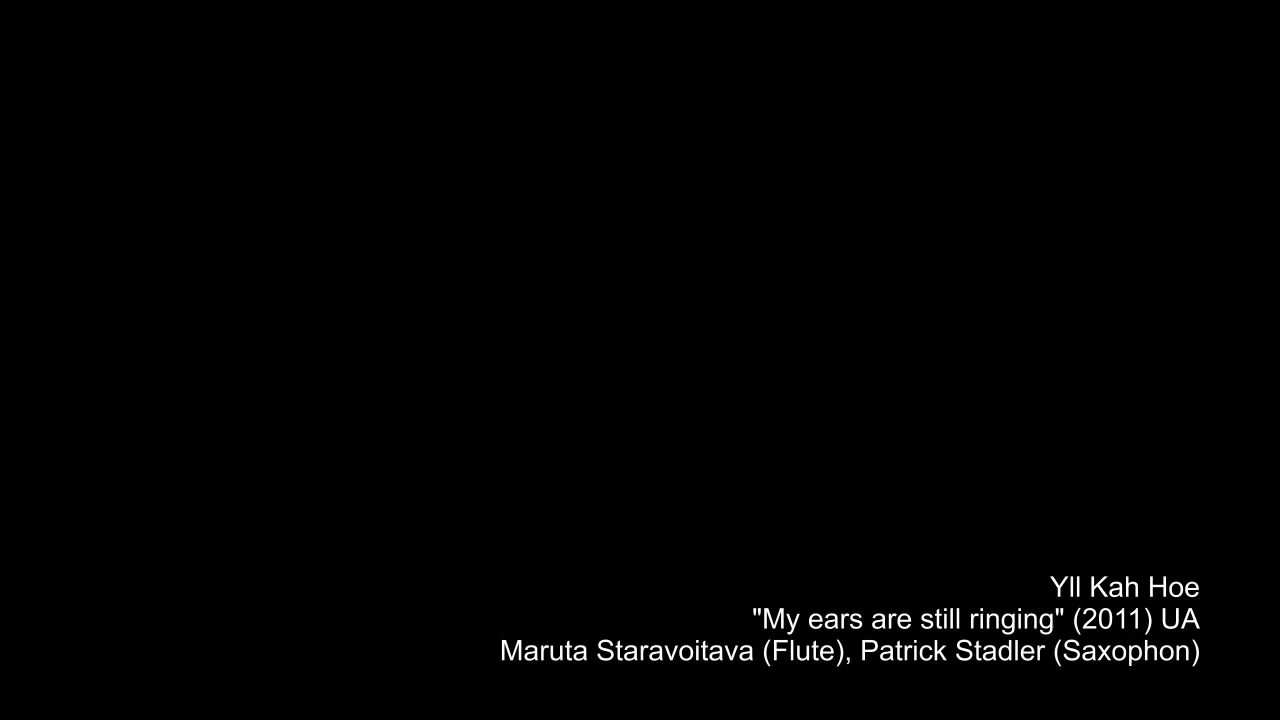 Yll Kah Hoe
"My ears are still ringing" (2011) UA
Maruta Staravoitava (Flute), Patrick Stadler (Saxophon)